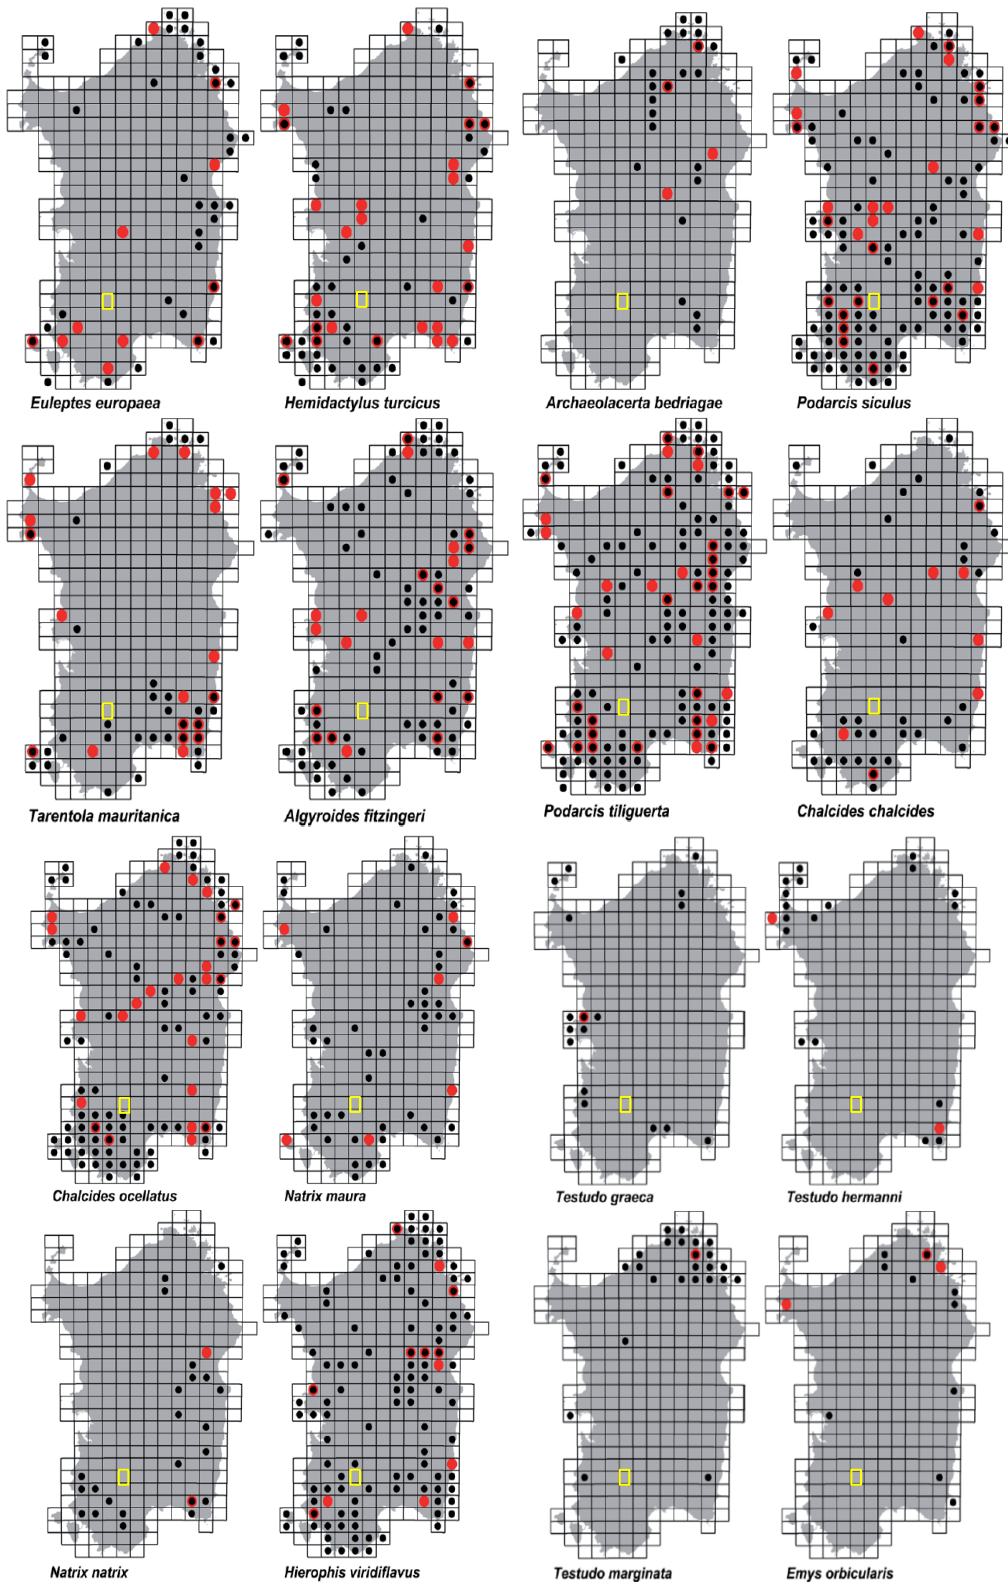 Euleptes europaea
Hemidactylus turcicus
Archaeolacerta bedriagae
Podarcis siculus
Tarentola mauritanica
Algyroides fitzingeri
Podarcis tiliguerta
Chalcides chalcides
Chalcides ocellatus
Natrix maura
Testudo graeca
Testudo hermanni
Natrix natrix
Hierophis viridiflavus
Testudo marginata
Emys orbicularis